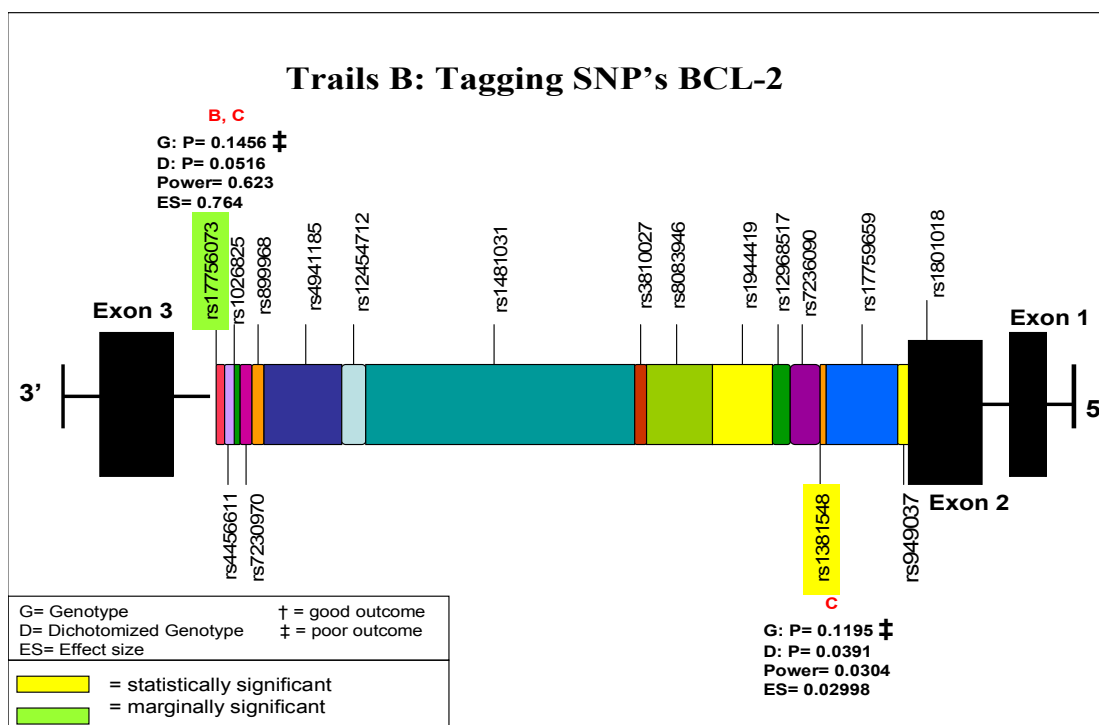 Trails B: Tagging SNP's BCL-2
B, C
G: P= 0.1456 ‡
D: P= 0.0516
Power= 0.623
ES= 0.764
rs17756073
rs1026825
rs899968
rs4941185
rs12454712
rs1481031
rs3810027
rs8083946
rs1944419
rs12968517
rs7236090
rs17759659
rs1801018
Exon 3
Exon 1
3’
5
Exon 2
rs4456611
rs7230970
rs1381548
rs949037
C
G: P= 0.1195 ‡
D: P= 0.0391
Power= 0.0304
ES= 0.02998
G= Genotype † = good outcome
D= Dichotomized Genotype ‡ = poor outcome
ES= Effect size
= statistically significant
= marginally significant